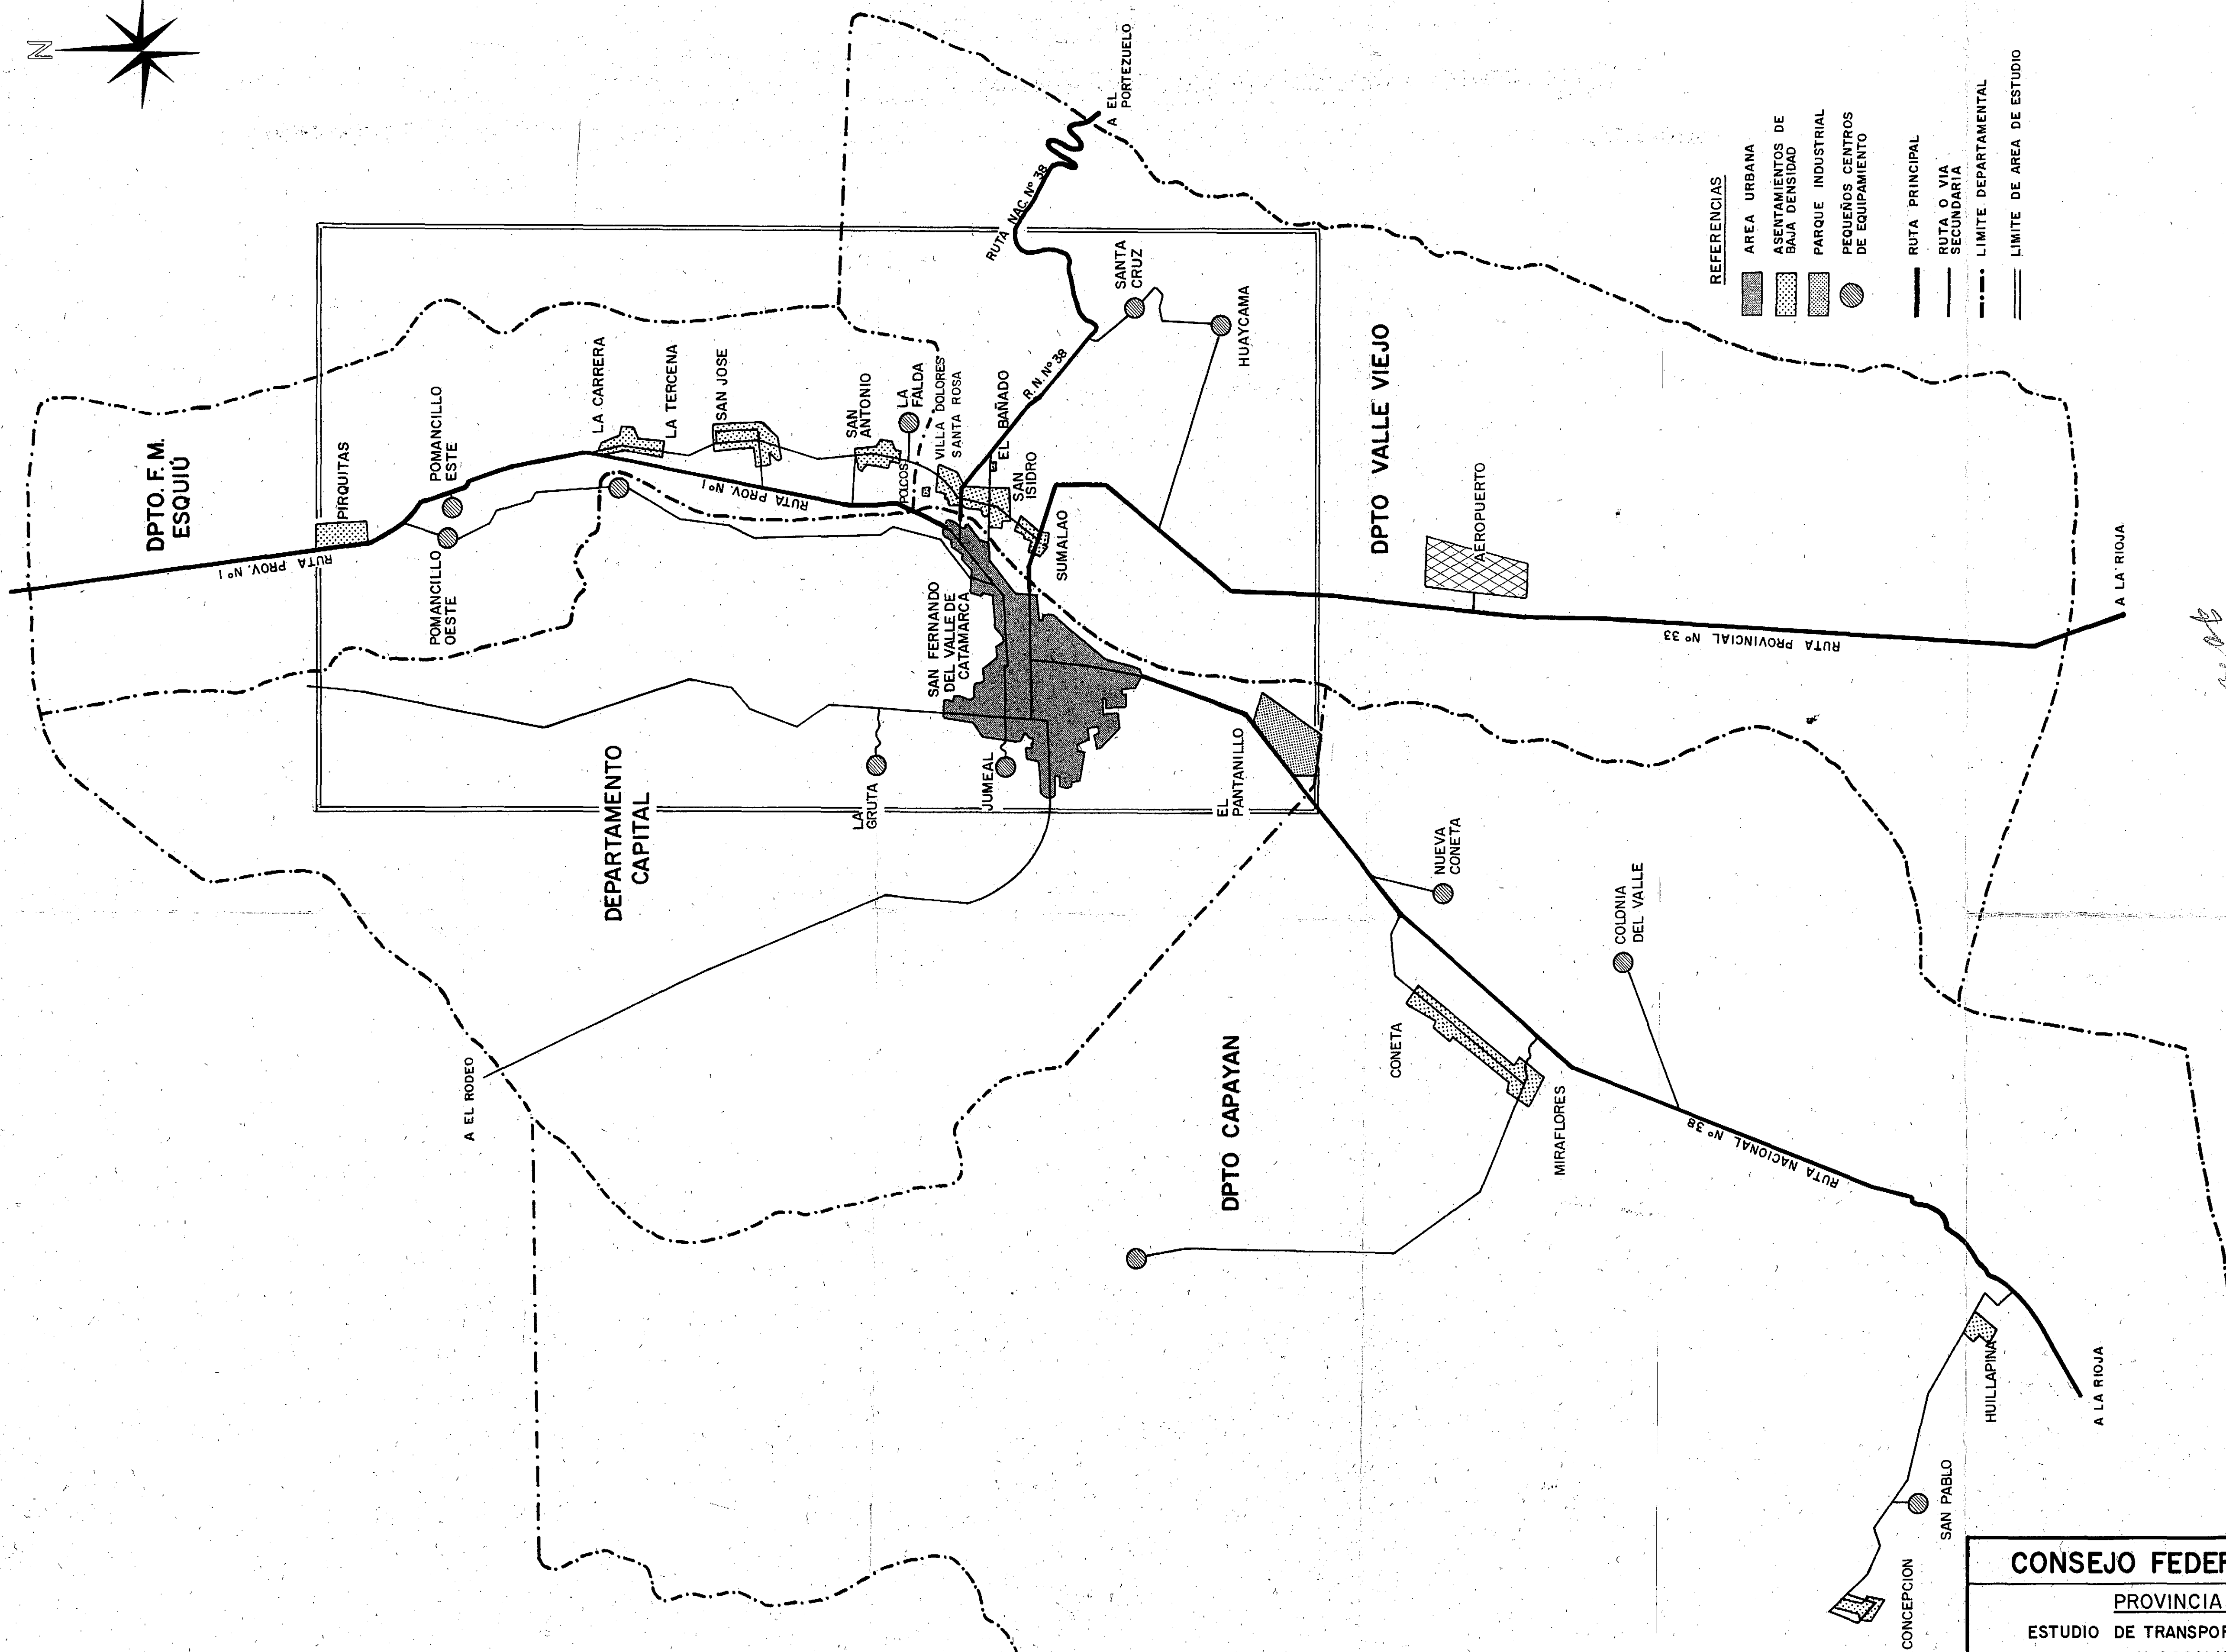 N
DPTO. F. M.
ESQUIÚ
PIRQUITAS
RUTA PROV. Nº 1
POMANCILLO
ESTE
POMANCILLO
OESTE
LA CARRERA
LA TERCENA
SAN JOSE
RUTA PROV. Nº 1
SAN
ANTONIO
LA
FALDA
POLCOS
VILLA DOLORES
SANTA ROSA
EL BAÑADO
SAN
ISIDRO
SUMALAO
SAN FERNANDO
DEL VALLE DE
CATAMARCA
R. N. Nº 38
RUTA NAC. Nº 38
A EL
PORTEZUELO
SANTA
CRUZ
HUAYCAMA
DPTO VALLE VIEJO
AEROPUERTO
RUTA PROVINCIAL Nº 33
A LA RIOJA
DEPARTAMENTO
CAPITAL
LA
GRUTA
JUMEAL
EL
PANTANILLO
A EL RODEO
DPTO CAPAYAN
NUEVA
CONETA
COLONIA
DEL VALLE
CONETA
MIRAFLORES
RUTA NACIONAL Nº 38
HUILLAPINA
A LA RIOJA
SAN PABLO
CONCEPCION
REFERENCIAS
AREA URBANA
ASENTAMIENTOS DE
BAJA DENSIDAD
PARQUE INDUSTRIAL
PEQUEÑOS CENTROS
DE EQUIPAMIENTO
RUTA PRINCIPAL
RUTA O VIA
SECUNDARIA
LIMITE DEPARTAMENTAL
LIMITE DE AREA DE ESTUDIO
CONSEJO FEDER
PROVINCIA
ESTUDIO DE TRANSPOR